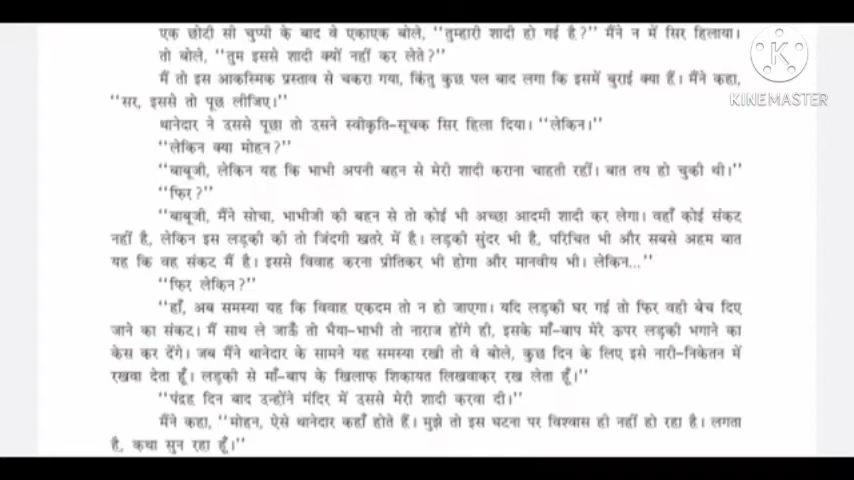 एक छोटी सी चुप्पी के बाद वे एकाएक बोले, ''तुम्हारी शादी हो गई है?'' मैंने न में सिर हिलाया।
तो बोले, ''तुम इससे शादी क्यों नहीं कर लेते?''
मैं तो इस आकस्मिक प्रस्ताव से चकरा गया, किंतु कुछ पल बाद लगा कि इसमें बुराई क्या हैं। मैंने कहा,
''सर, इससे तो पूछ लीजिए।''
थानेदार ने उससे पूछा तो उसने स्वीकृति-सूचक सिर हिला दिया। ''लेकिन।''
''लेकिन क्या मोहन?''
''बाबूजी, लेकिन यह कि भाभी अपनी बहन से मेरी शादी कराना चाहती रहीं। बात तय हो चुकी थी।''
''फिर?''
''बाबूजी, मैंने सोचा, भाभीजी की बहन से तो कोई भी अच्छा आदमी शादी कर लेगा। वहाँ कोई संकट
नहीं है, लेकिन इस लड़की की तो जिंदगी खतरे में है। लड़की सुंदर भी है, परिचित भी और सबसे अहम बात
यह कि वह संकट मैं है। इससे विवाह करना प्रीतिकर भी होगा और मानवीय भी। लेकिन...''
''फिर लेकिन?''
''हाँ, अब समस्या यह कि विवाह एकदम तो न हो जाएगा। यदि लड़की घर गई तो फिर वही बेच दिए
जाने का संकट। मैं साथ ले जाऊँ तो भैया-भाभी तो नाराज होंगे ही, इसके माँ-बाप मेरे ऊपर लड़की भगाने का
केस कर देंगे। जब मैंने थानेदार के सामने यह समस्या रखी तो वे बोले, कुछ दिन के लिए इसे नारी-निकेतन में
रखवा देता हूँ। लड़की से माँ-बाप के खिलाफ शिकायत लिखवाकर रख लेता हूँ।''
''पंद्रह दिन बाद उन्होंने मंदिर में उससे मेरी शादी करवा दी।''
मैंने कहा, ''मोहन, ऐसे थानेदार कहाँ होते हैं। मुझे तो इस घटना पर विश्वास ही नहीं हो रहा है। लगता
है, कथा सुन रहा हूँ।''
K
KINEMASTER